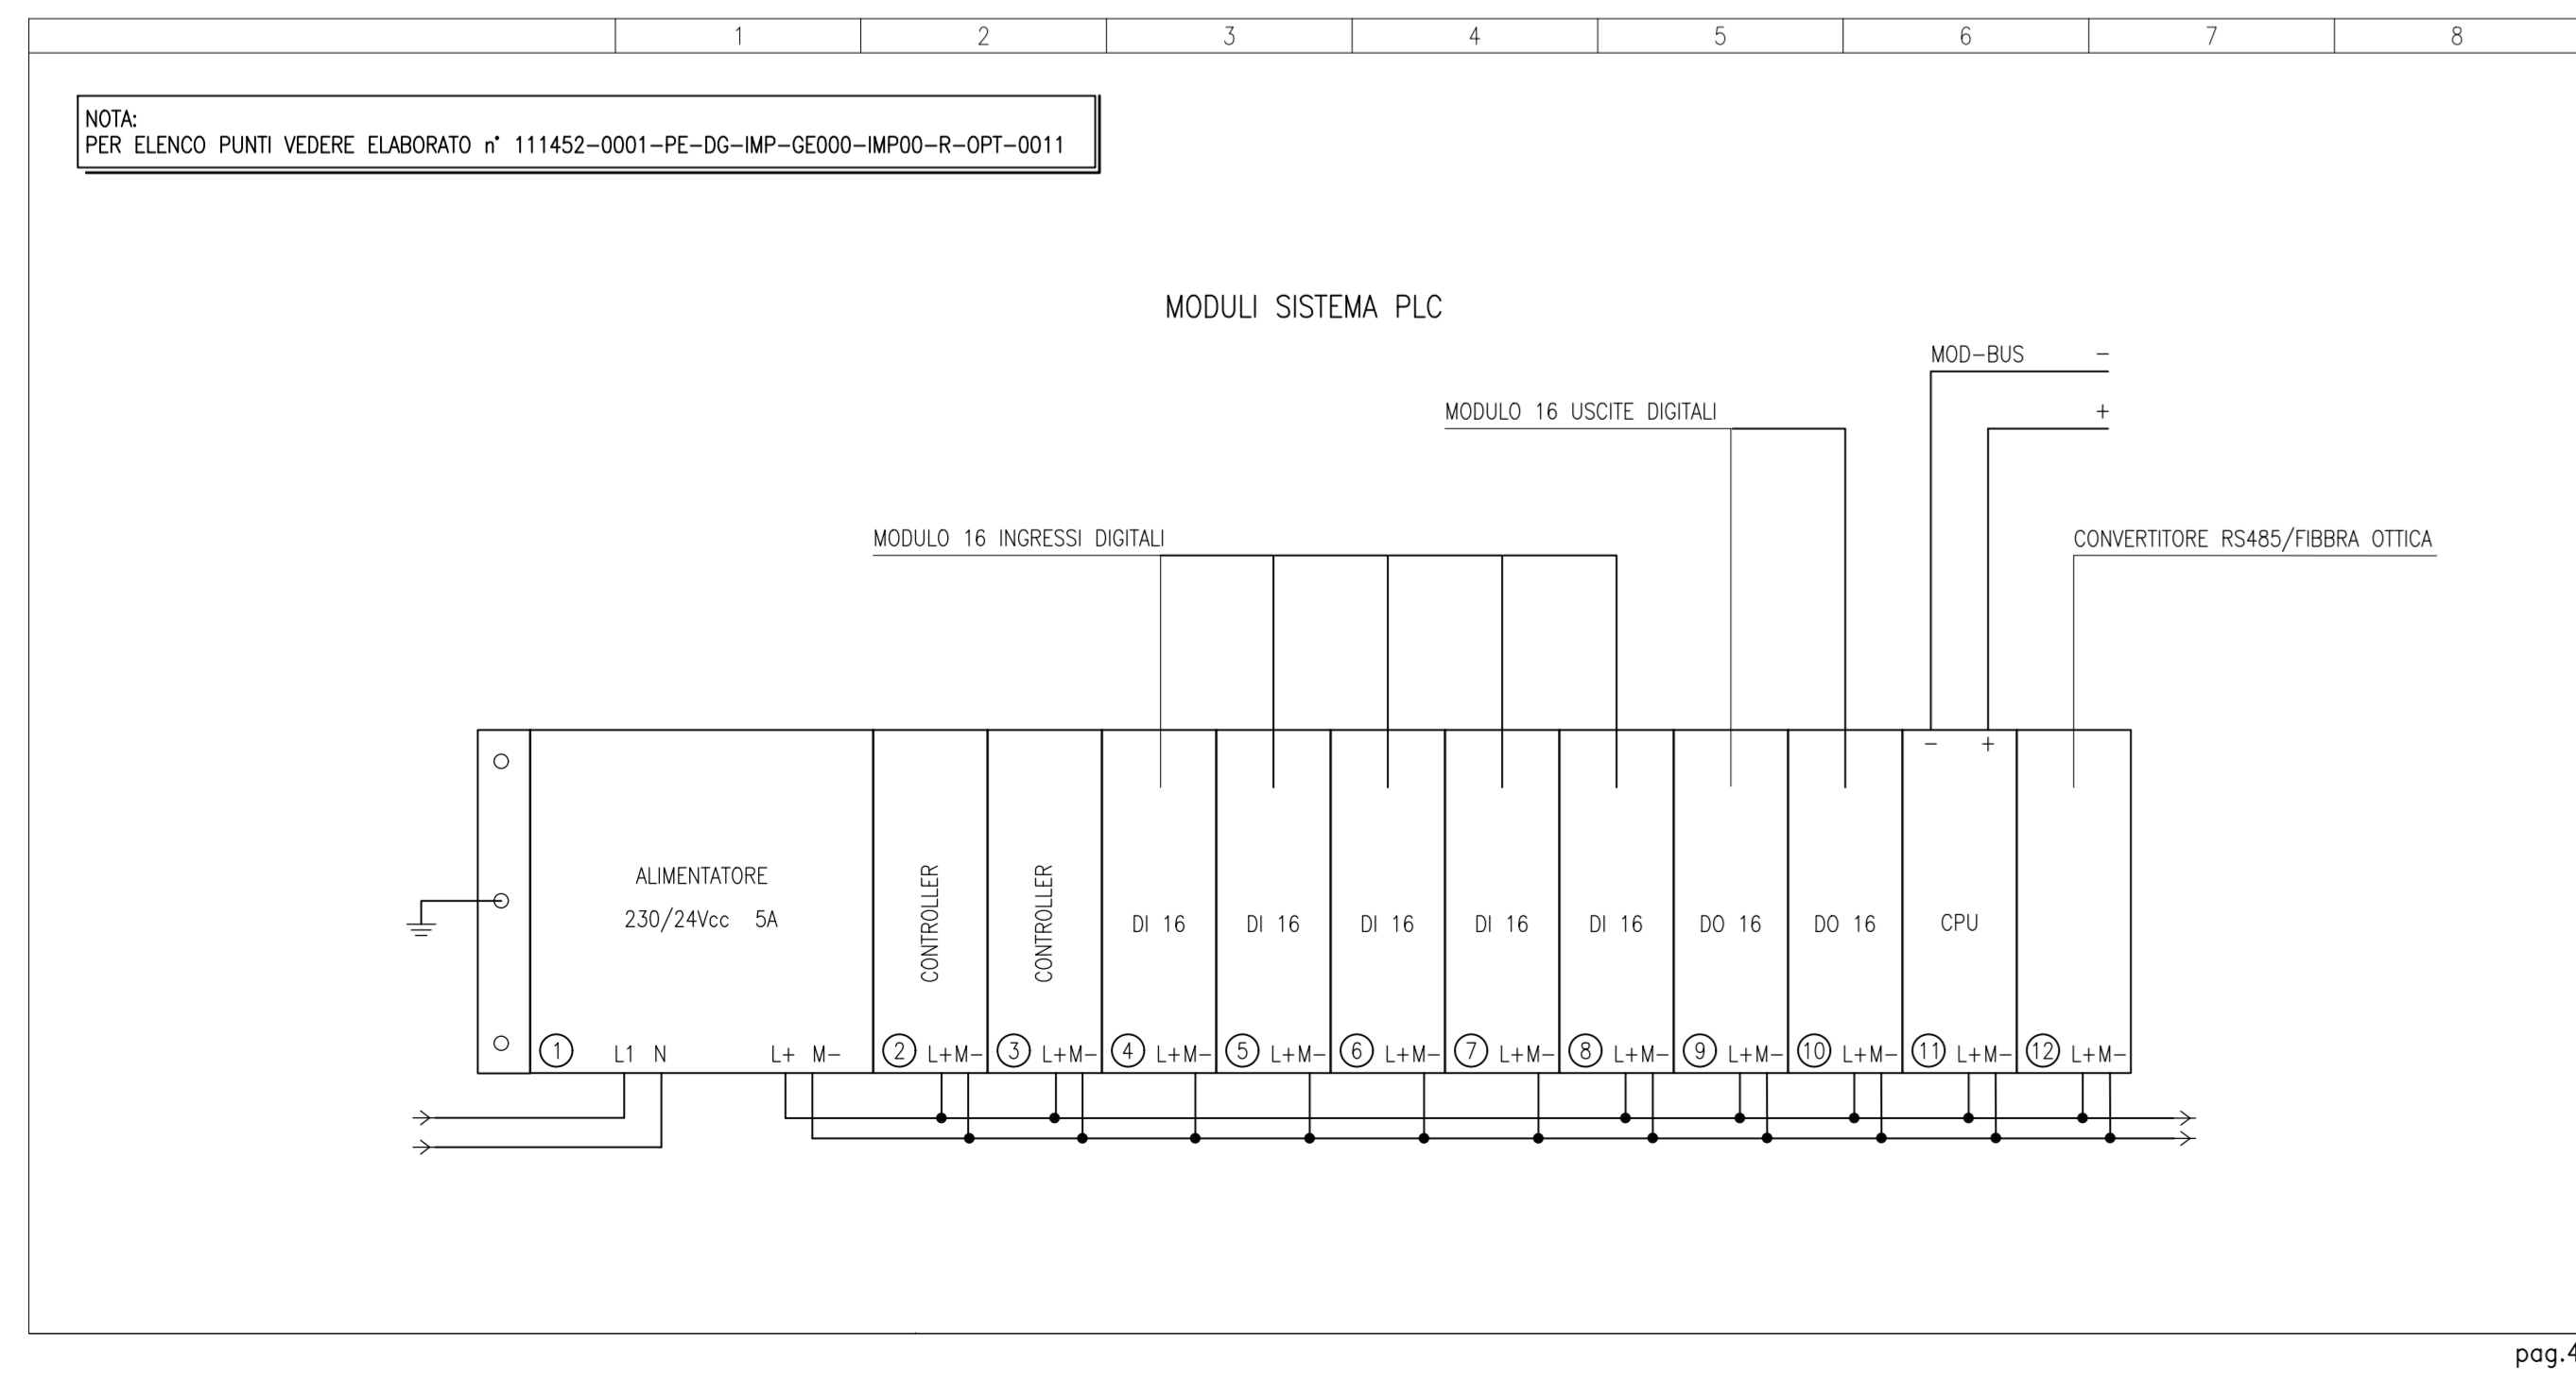 1 2 3 4 5 6 7 8
NOTA:
PER ELENCO PUNTI VEDERE ELABORATO n° 111452-0001-PE-DG-IMP-GE000-IMP00-R-OPT-0011
MODULI SISTEMA PLC
MOD-BUS -
MODULO 16 USCITE DIGITALI +
MODULO 16 INGRESSI DIGITALI CONVERTITORE RS485/FIBBRA OTTICA
- +
ALIMENTATORE
230/24Vcc 5A
CONTROLLER CONTROLLER DI 16 DI 16 DI 16 DI 16 DI 16 DO 16 DO 16 CPU
1 L1 N L+ M- 2 L+M- 3 L+M- 4 L+M- 5 L+M- 6 L+M- 7 L+M- 8 L+M- 9 L+M- 10 L+M- 11 L+M- 12 L+M-
pag.4